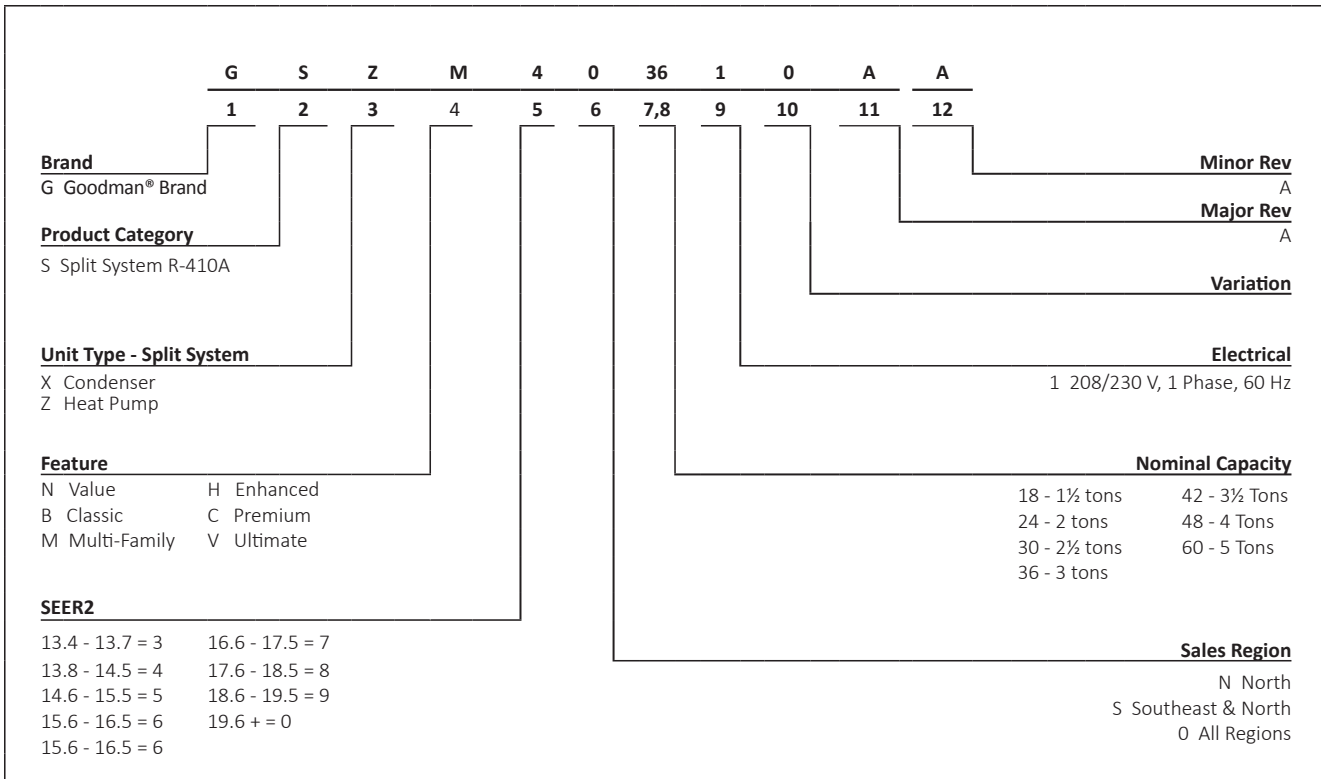 G S Z M 4 0 36 1 0 A A
1 2 3 4 5 6 7,8 9 10 11 12
Brand
G Goodman® Brand
Product Category
S Split System R-410A
Unit Type - Split System
X Condenser
Z Heat Pump
Feature
N Value H Enhanced
B Classic C Premium
M Multi-Family V Ultimate
SEER2
13.4 - 13.7 = 3 16.6 - 17.5 = 7
13.8 - 14.5 = 4 17.6 - 18.5 = 8
14.6 - 15.5 = 5 18.6 - 19.5 = 9
15.6 - 16.5 = 6 19.6 + = 0
15.6 - 16.5 = 6
Minor Rev
A
Major Rev
A
Variation
Electrical
1 208/230 V, 1 Phase, 60 Hz
Nominal Capacity
18 - 1½ tons 42 - 3½ Tons
24 - 2 tons 48 - 4 Tons
30 - 2½ tons 60 - 5 Tons
36 - 3 tons
Sales Region
N North
S Southeast & North
0 All Regions